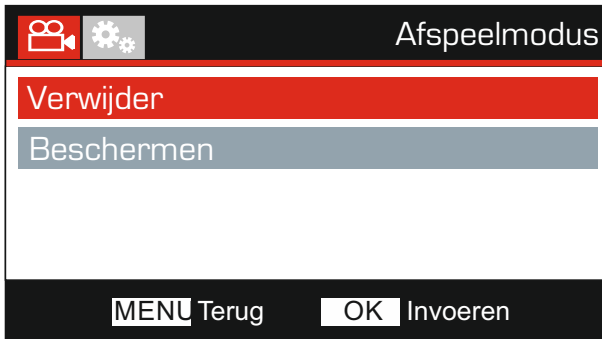 Afspeelmodus
Verwijder
Beschermen
MENU Terug OK Invoeren